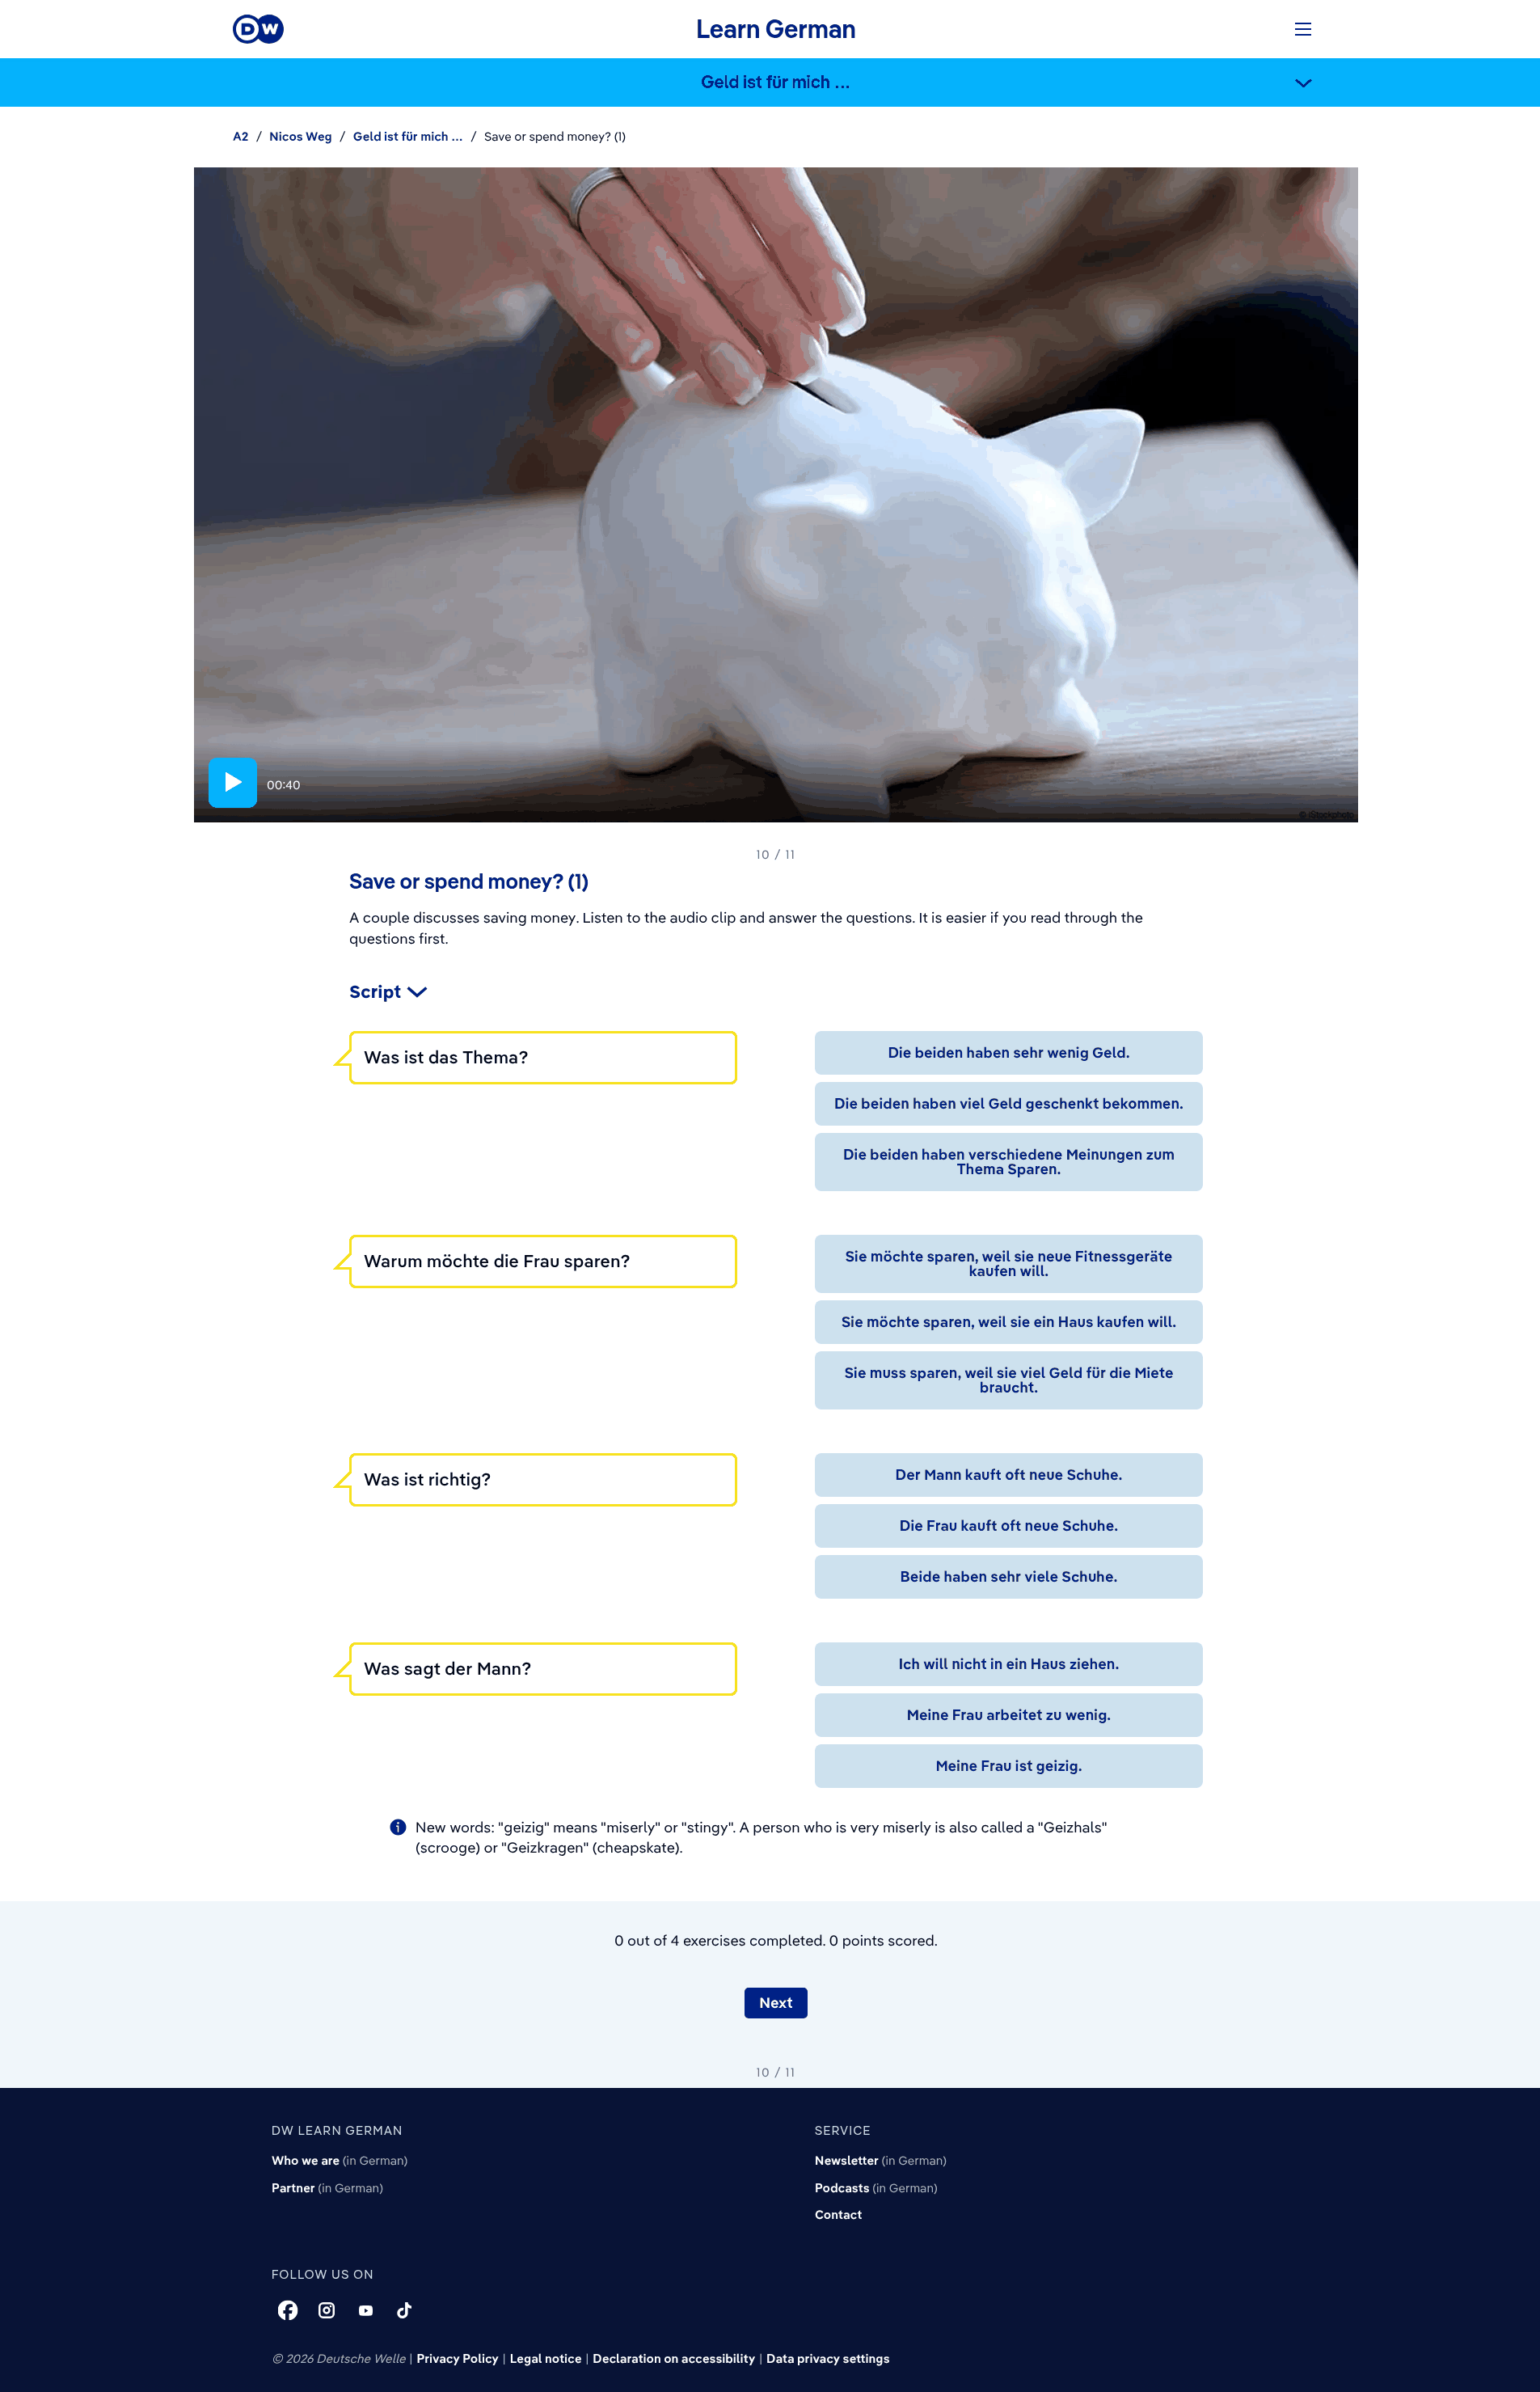 DW
Learn German
Geld ist für mich ...
A2 / Nicos Weg / Geld ist für mich ... / Save or spend money? (1)
00:40
© iStockphoto
10 / 11
Save or spend money? (1)
A couple discusses saving money. Listen to the audio clip and answer the questions. It is easier if you read through the
questions first.
Script
Was ist das Thema?
Die beiden haben sehr wenig Geld.
Die beiden haben viel Geld geschenkt bekommen.
Die beiden haben verschiedene Meinungen zum
Thema Sparen.
Warum möchte die Frau sparen?
Sie möchte sparen, weil sie neue Fitnessgeräte
kaufen will.
Sie möchte sparen, weil sie ein Haus kaufen will.
Sie muss sparen, weil sie viel Geld für die Miete
braucht.
Was ist richtig?
Der Mann kauft oft neue Schuhe.
Die Frau kauft oft neue Schuhe.
Beide haben sehr viele Schuhe.
Was sagt der Mann?
Ich will nicht in ein Haus ziehen.
Meine Frau arbeitet zu wenig.
Meine Frau ist geizig.
New words: "geizig" means "miserly" or "stingy". A person who is very miserly is also called a "Geizhals"
(scrooge) or "Geizkragen" (cheapskate).
0 out of 4 exercises completed. 0 points scored.
Next
10 / 11
DW LEARN GERMAN
Who we are (in German)
Partner (in German)
SERVICE
Newsletter (in German)
Podcasts (in German)
Contact
FOLLOW US ON
© 2026 Deutsche Welle | Privacy Policy | Legal notice | Declaration on accessibility | Data privacy settings